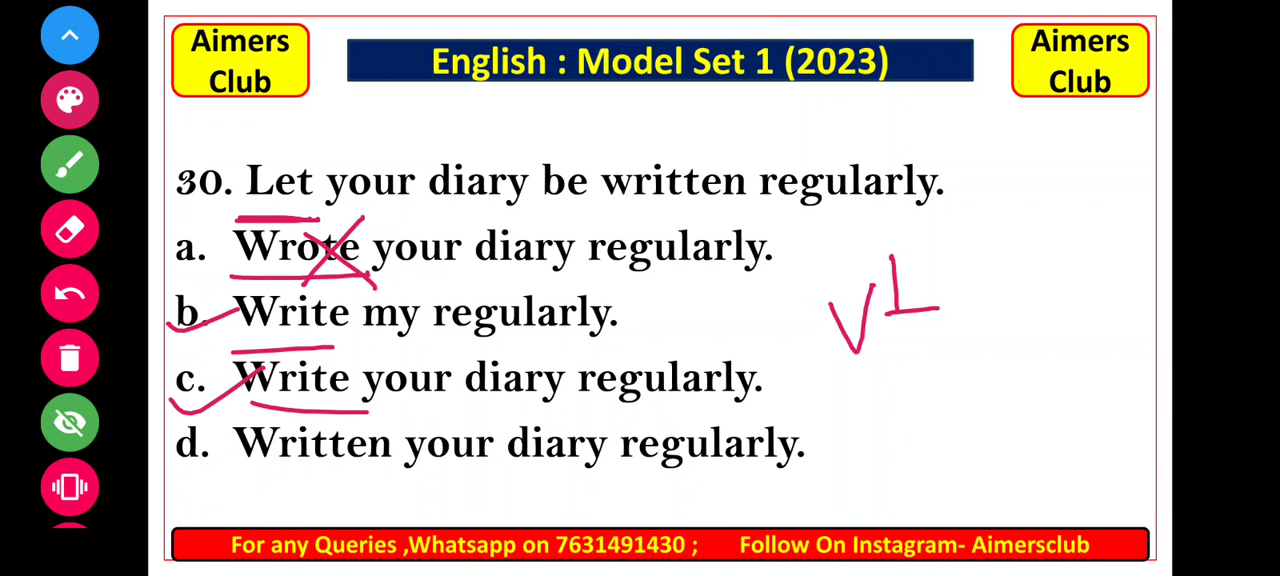 Aimers
Club
English : Model Set 1 (2023)
Aimers
Club
30. Let your diary be written regularly.
a. Wrote your diary regularly.
b. Write my regularly.
c. Write your diary regularly.
d. Written your diary regularly.
V1
For any Queries ,Whatsapp on 7631491430 ; Follow On Instagram- Aimersclub